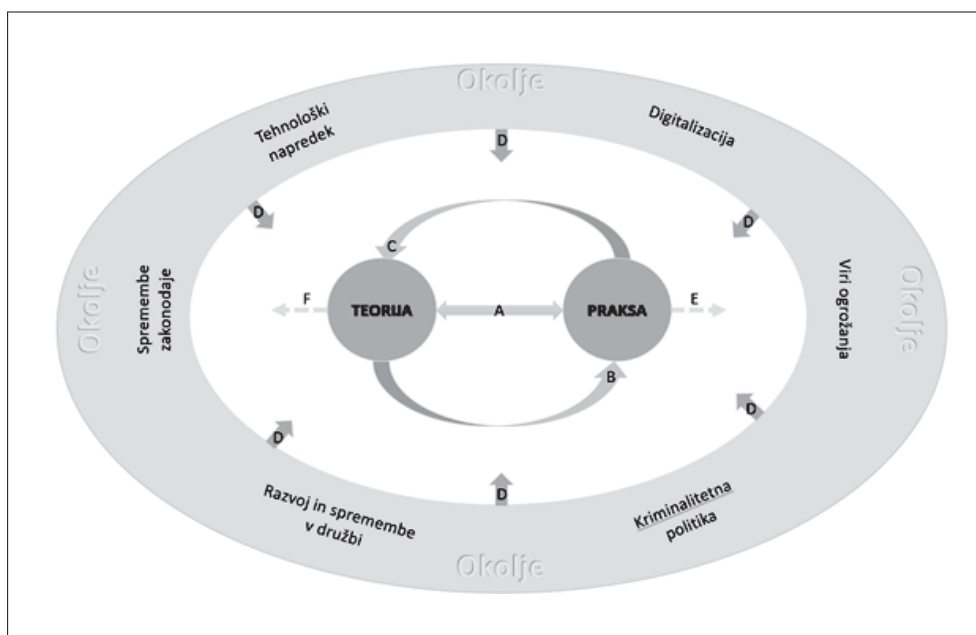 Okolje
Tehnološki
napredek
Digitalizacija
D
D
D
C
Okolje
Spremembe
zakonodaje
F
TEORIJA
A
PRAKSA
E
Viri ogrožanja
Okolje
B
D
D
D
Razvoj in spremembe
v družbi
Kriminalitetna
politika
Okolje